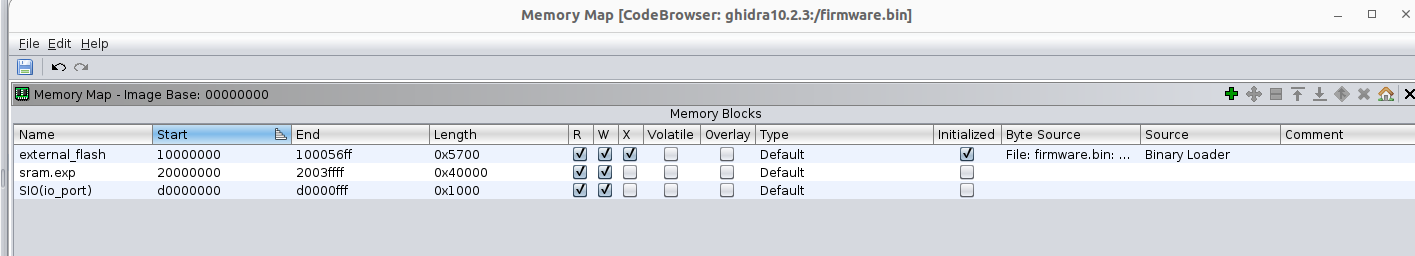 Memory Map [CodeBrowser: ghidra10.2.3:/firmware.bin]
File Edit Help
Memory Map - Image Base: 00000000
Memory Blocks
Name Start End Length R W X Volatile Overlay Type Initialized Byte Source Source Comment
external_flash 10000000 100056ff 0x5700 Default File: firmware.bin: ... Binary Loader
sram.exp 20000000 2003ffff 0x40000 Default
SIO(io_port) d0000000 d0000fff 0x1000 Default